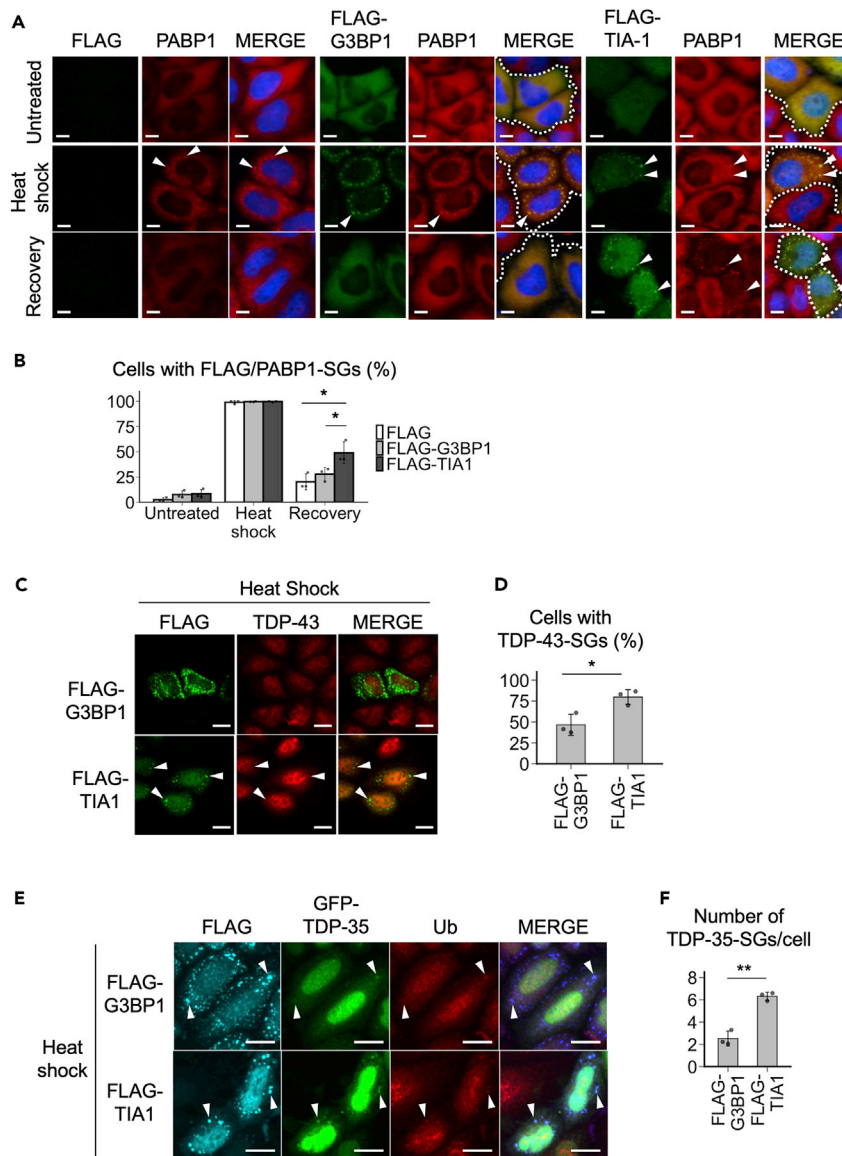 A
FLAG PABP1 MERGE FLAG-G3BP1 PABP1 MERGE FLAG-TIA-1 PABP1 MERGE
Untreated
Heat shock
Recovery
B
Cells with FLAG/PABP1-SGs (%)
100
75
50
25
0
* *
Untreated Heat shock Recovery
FLAG
FLAG-G3BP1
FLAG-TIA1
C
Heat Shock
FLAG TDP-43 MERGE
FLAG-G3BP1
FLAG-TIA1
D
Cells with
TDP-43-SGs (%)
*
100
75
50
25
0
FLAG-G3BP1
FLAG-TIA1
E
FLAG GFP-TDP-35 Ub MERGE
Heat shock
FLAG-G3BP1
FLAG-TIA1
F
Number of
TDP-35-SGs/cell
**
8
6
4
2
0
FLAG-G3BP1
FLAG-TIA1